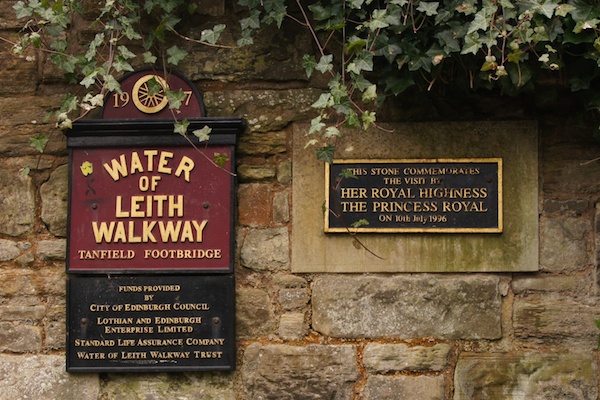 19 7
WATER
OF
LEITH
WALKWAY
TANFIELD FOOTBRIDGE
FUNDS PROVIDED
BY
CITY OF EDINBURGH COUNCIL
LOTHIAN AND EDINBURGH
ENTERPRISE LIMITED
STANDARD LIFE ASSURANCE COMPANY
WATER OF LEITH WALKWAY TRUST
THIS STONE COMMEMORATES
THE VISIT BY
HER ROYAL HIGHNESS
THE PRINCESS ROYAL
ON 10th July 1996